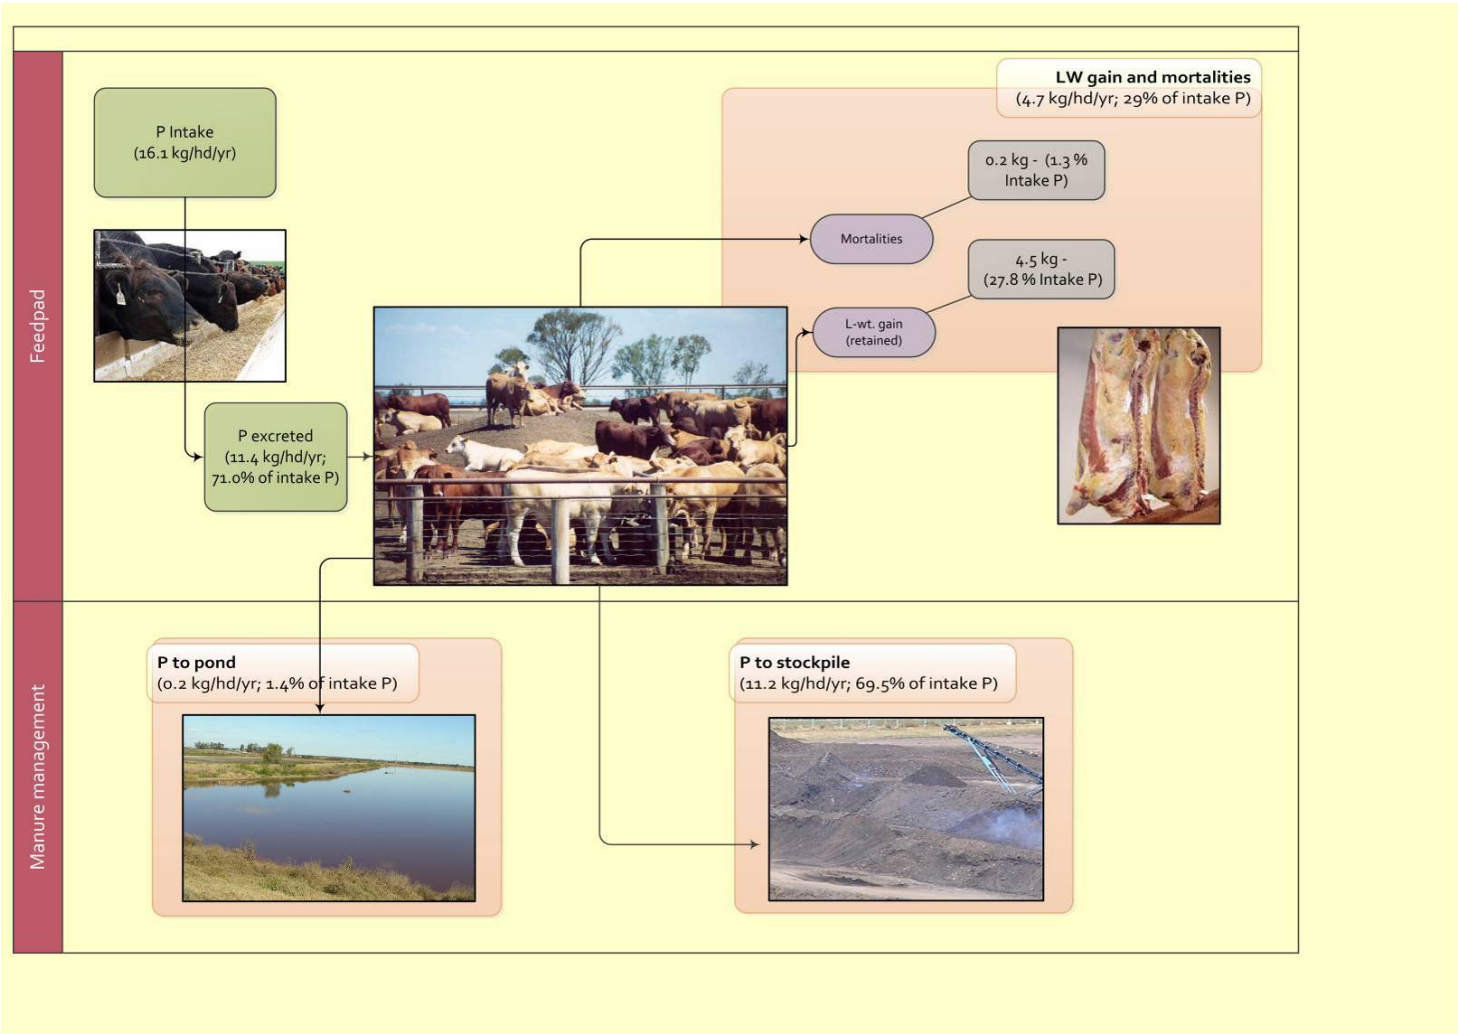 Feedpad
P Intake
(16.1 kg/hd/yr)
P excreted
(11.4 kg/hd/yr;
71.0% of intake P)
LW gain and mortalities
(4.7 kg/hd/yr; 29% of intake P)
0.2 kg -  (1.3 %
Intake P)
Mortalities
4.5 kg -
(27.8 % Intake P)
L-wt. gain
(retained)
Manure management
P to pond
(0.2 kg/hd/yr; 1.4% of intake P)
P to stockpile
(11.2 kg/hd/yr; 69.5% of intake P)